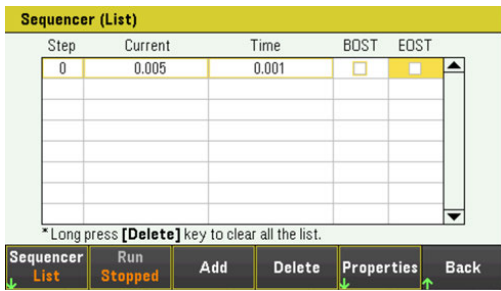 Sequencer (List)
Step Current Time BOST EOST
0 0.005 0.001
*Long press [Delete] key to clear all the list.
Sequencer Run Add Delete Properties Back
List Stopped